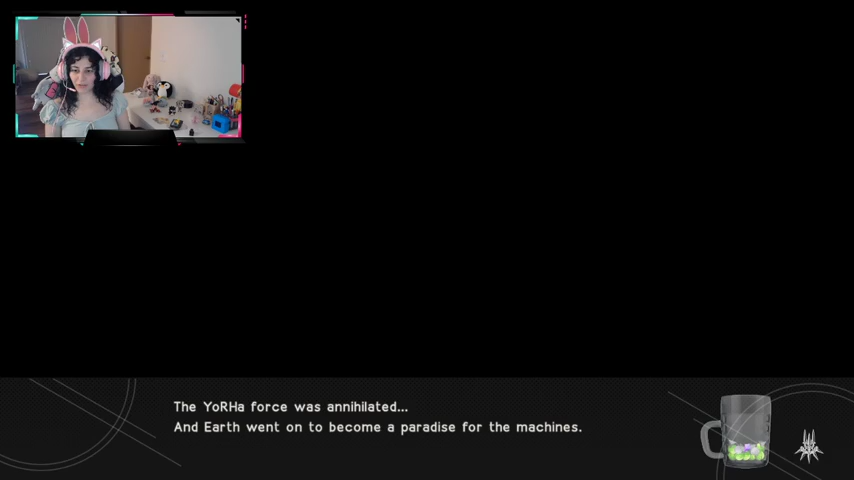 The YoRHa force was annihilated...
And Earth went on to become a paradise for the machines.